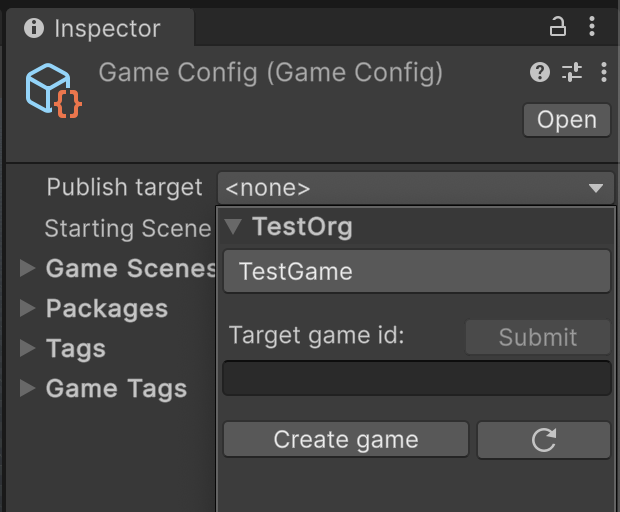 Inspector
Game Config (Game Config)
Open
Publish target <none>
Starting Scene
TestOrg
Game Scenes
TestGame
Packages
Target game id: Submit
Tags
Game Tags
Create game